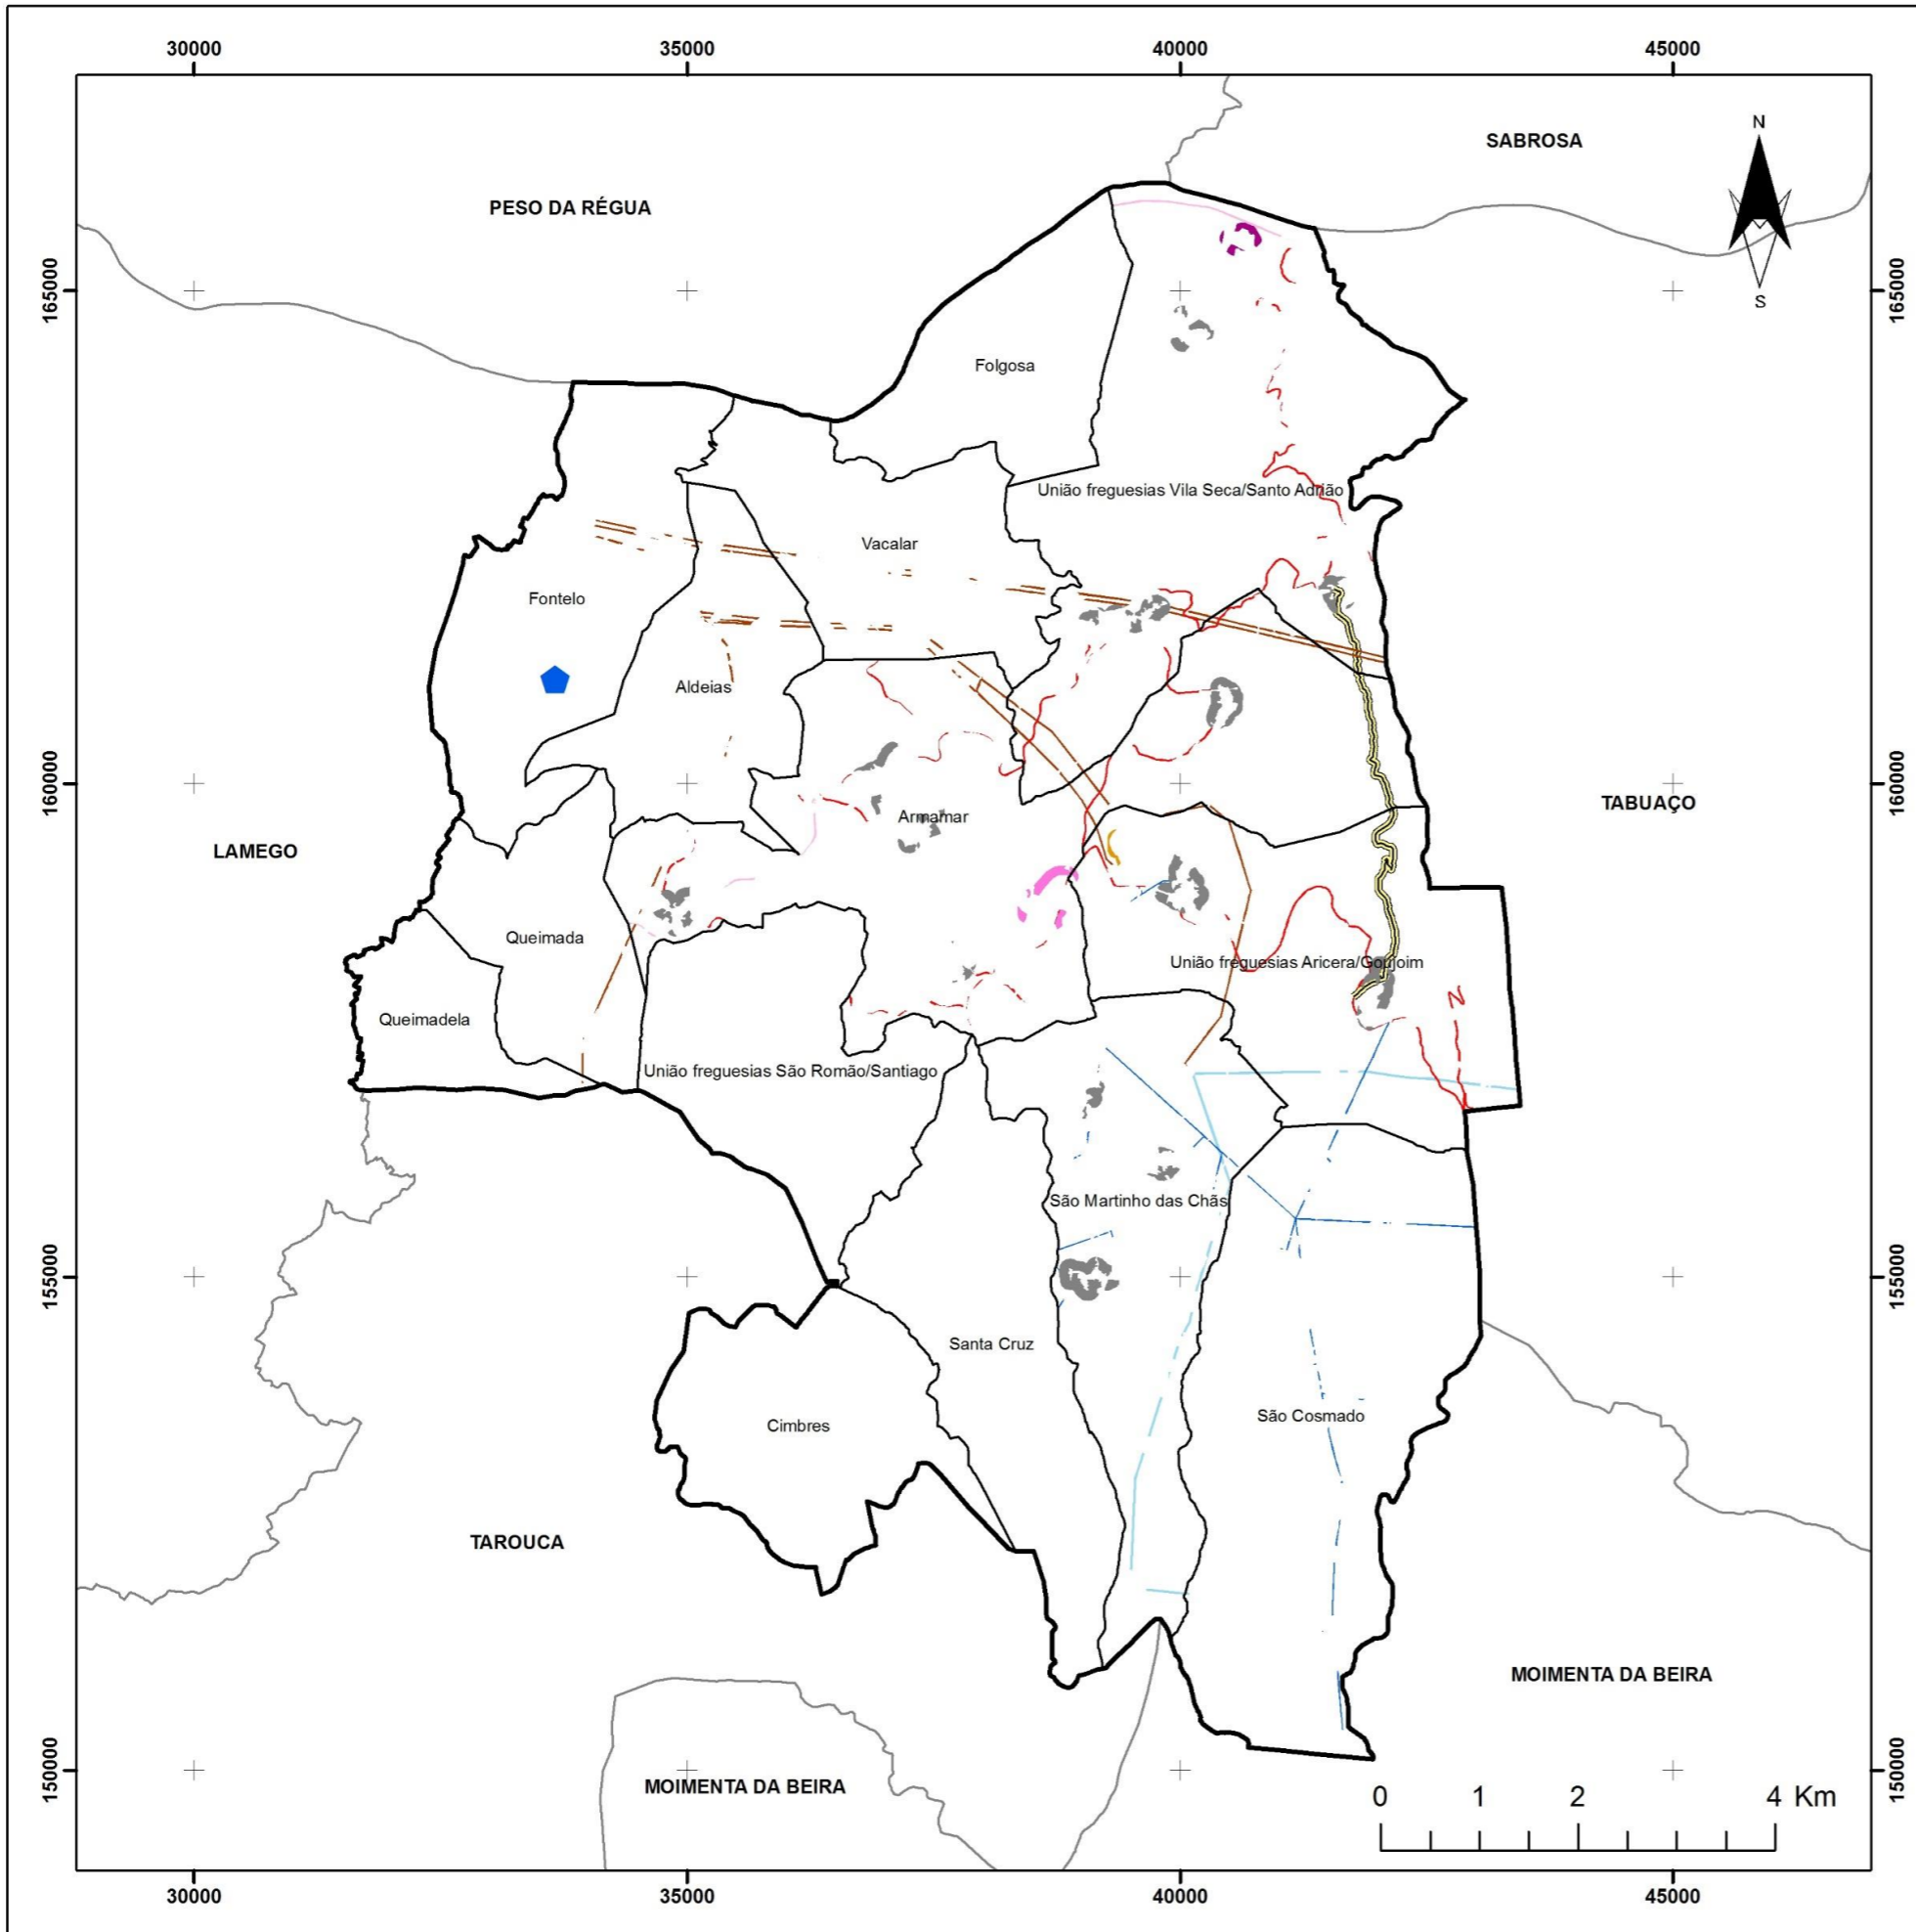 30000 35000 40000 45000
N
SABROSA
PESO DA RÉGUA
165000 165000
S
Folgosa
União freguesias Vila Seca/Santo Adrião
Vacalar
Fontelo
Aldeias
160000 160000
TABUAÇO
Armamar
LAMEGO
Queimada
União freguesias Aricera/Goujoim
Queimadela
União freguesias São Romão/Santiago
São Martinho das Chãs
155000 155000
Santa Cruz
São Cosmado
Cimbres
TAROUCA
MOIMENTA DA BEIRA
150000 150000
MOIMENTA DA BEIRA
0 1 2 4 Km
30000 35000 40000 45000